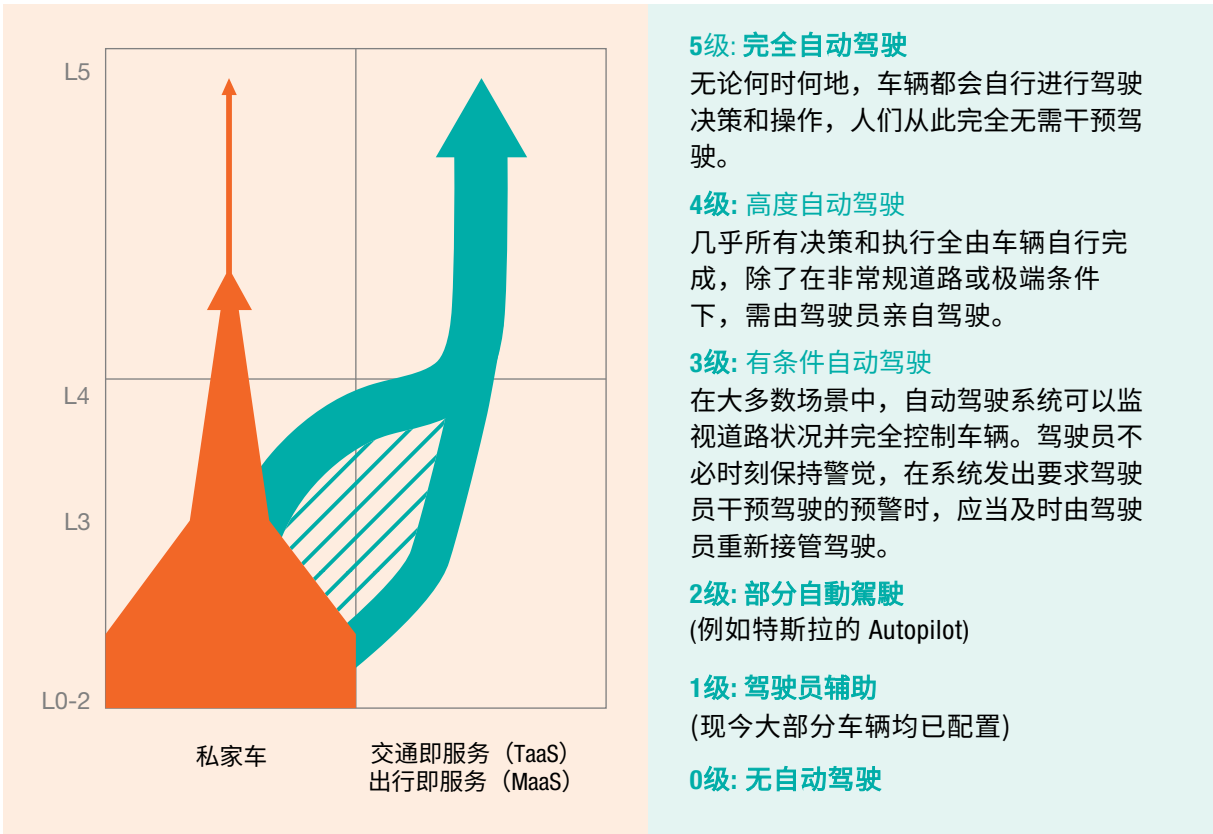 L5
L4
L3
L0-2
私家车
交通即服务（TaaS）
出行即服务（MaaS）
5级: 完全自动驾驶
无论何时何地，车辆都会自行进行驾驶
决策和操作，人们从此完全无需干预驾
驶。
4级: 高度自动驾驶
几乎所有决策和执行全由车辆自行完
成，除了在非常规道路或极端条件
下，需由驾驶员亲自驾驶。
3级: 有条件自动驾驶
在大多数场景中，自动驾驶系统可以监
视道路状况并完全控制车辆。驾驶员不
必时刻保持警觉，在系统发出要求驾驶
员干预驾驶的预警时，应当及时由驾驶
员重新接管驾驶。
2级: 部分自動駕駛
(例如特斯拉的 Autopilot)
1级: 驾驶员辅助
(现今大部分车辆均已配置)
0级: 无自动驾驶